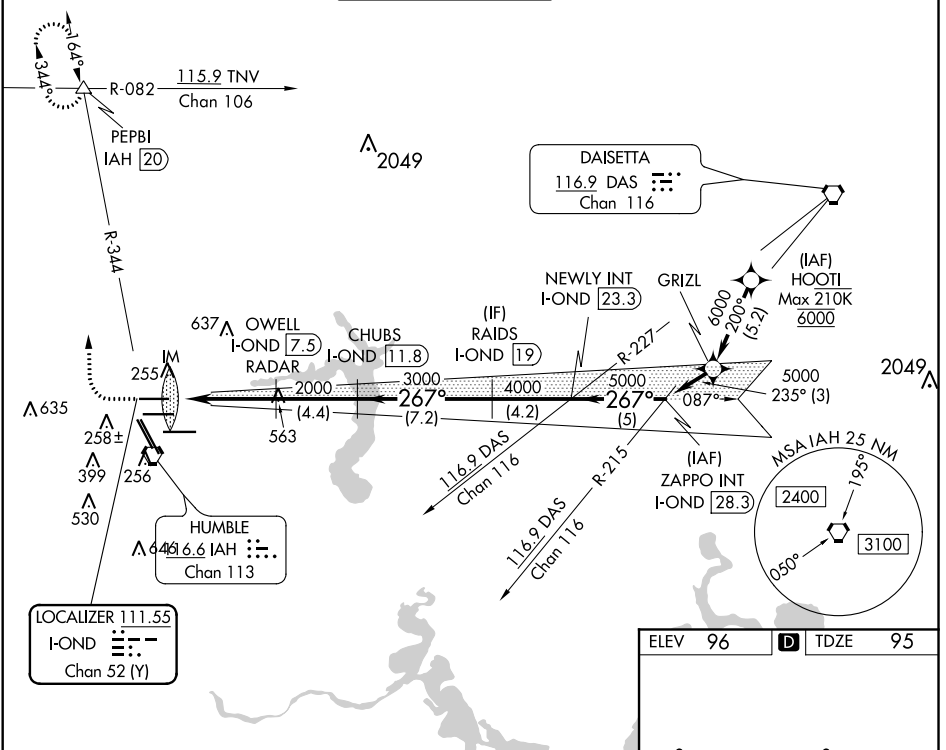 164°
344°
R-082
115.9 TNV
Chan 106
PEPBI
IAH 20
2049
DAISETTA
116.9 DAS
Chan 116
R-344
NEWLY INT
I-OND 23.3
GRIZL
(IAF)
HOOTI
Max 210K
6000
6000
200°
(5.2)
637
OWELL
I-OND 7.5
RADAR
CHUBS
I-OND 11.8
(IF)
RAIDS
I-OND 19
R-227
IM
255
2000
3000
4000
5000
5000
2049
267°
267°
087°
235° (3)
(4.4)
(7.2)
(4.2)
(5)
635
258±
399
256
530
563
116.9 DAS
Chan 116
R-215
116.9 DAS
Chan 116
(IAF)
ZAPPO INT
I-OND 28.3
MSA IAH 25 NM
195°
2400
3100
050°
HUMBLE
646
116.6 IAH
Chan 113
LOCALIZER 111.55
I-OND
Chan 52 (Y)
ELEV 96
D
TDZE 95